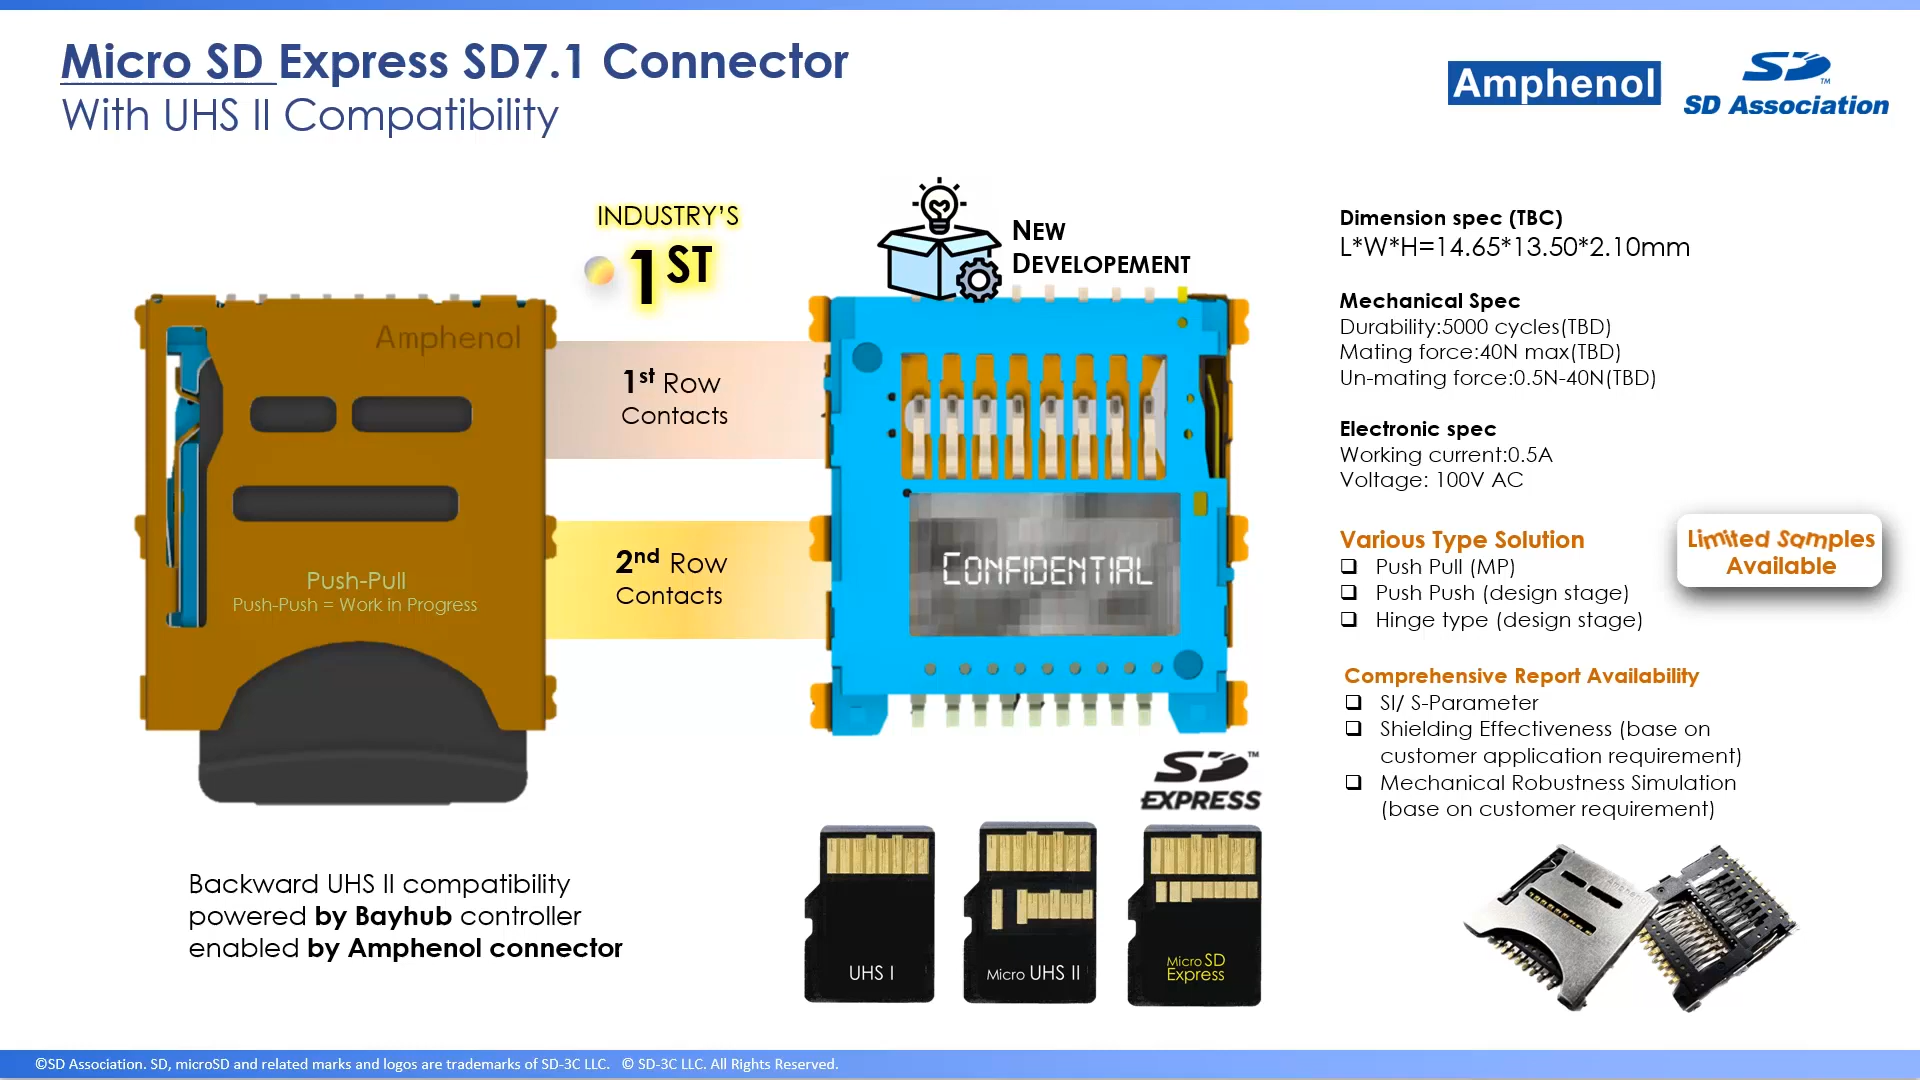 Micro SD Express SD7.1 Connector
With UHS II Compatibility
Amphenol
SD
TM
SD Association
INDUSTRY'S
1ST
NEW
DEVELOPEMENT
Amphenol
1st Row
Contacts
2nd Row
Contacts
CONFIDENTIAL
Push-Pull
Push-Push = Work in Progress
Dimension spec (TBC)
L*W*H=14.65*13.50*2.10mm
Mechanical Spec
Durability:5000 cycles(TBD)
Mating force:40N max(TBD)
Un-mating force:0.5N-40N(TBD)
Electronic spec
Working current:0.5A
Voltage: 100V AC
Various Type Solution
❑ Push Pull (MP)
❑ Push Push (design stage)
❑ Hinge type (design stage)
Limited Samples
Available
Comprehensive Report Availability
❑ SI/ S-Parameter
❑ Shielding Effectiveness (base on
customer application requirement)
❑ Mechanical Robustness Simulation
(base on customer requirement)
SD
TM
EXPRESS
Backward UHS II compatibility
powered by Bayhub controller
enabled by Amphenol connector
UHS I
Micro UHS II
Micro SD
Express
Amphenol
©SD Association. SD, microSD and related marks and logos are trademarks of SD-3C LLC. © SD-3C LLC. All Rights Reserved.